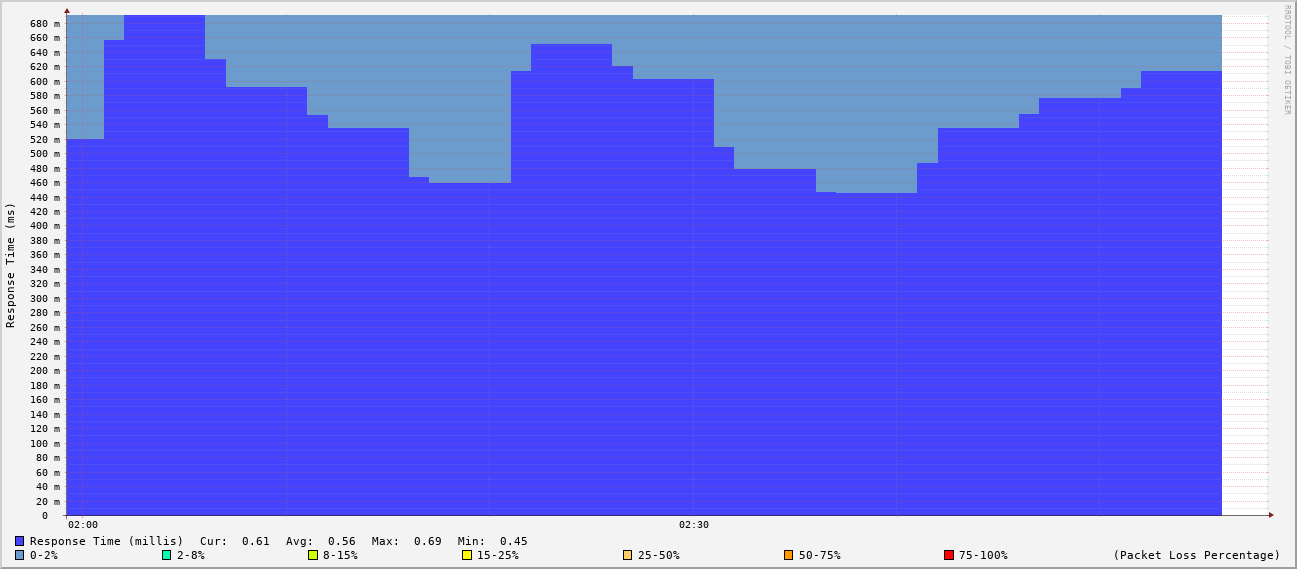 RRDTOOL / TOBI OETIKER
Response Time (ms)
680 m
660 m
640 m
620 m
600 m
580 m
560 m
540 m
520 m
500 m
480 m
460 m
440 m
420 m
400 m
380 m
360 m
340 m
320 m
300 m
280 m
260 m
240 m
220 m
200 m
180 m
160 m
140 m
120 m
100 m
80 m
60 m
40 m
20 m
0
02:00 02:30
Response Time (millis) Cur: 0.61 Avg: 0.56 Max: 0.69 Min: 0.45
0-2% 2-8% 8-15% 15-25% 25-50% 50-75% 75-100% (Packet Loss Percentage)